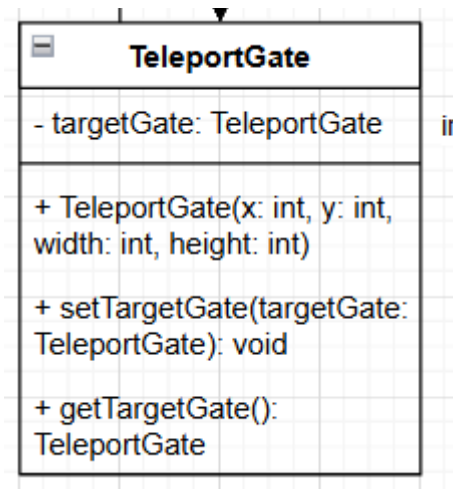 TeleportGate
- targetGate: TeleportGate
+ TeleportGate(x: int, y: int,
width: int, height: int)
+ setTargetGate(targetGate:
TeleportGate): void
+ getTargetGate():
TeleportGate